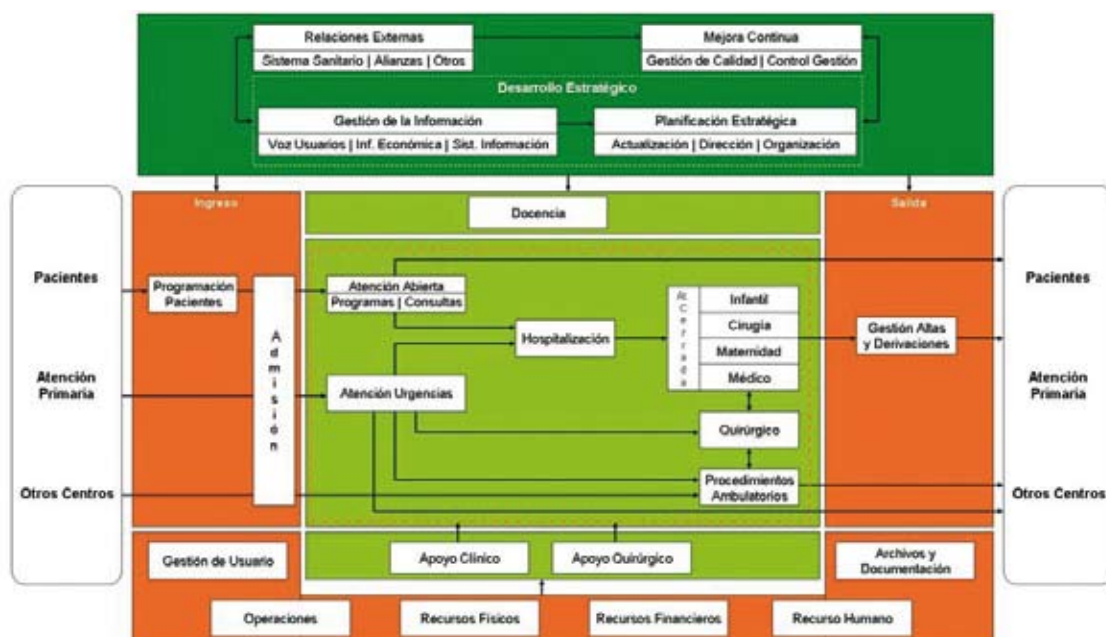 Relaciones Externas
Sistema Sanitario | Alianzas | Otros
Mejora Continua
Gestión de Calidad | Control Gestión
Desarrollo Estratégico
Gestión de la Información
Voz Usuarios | Inf. Económica | Sist. Información
Planificación Estratégica
Actualización | Dirección | Organización
Ingreso
Docencia
Salida
Pacientes
Atención
Primaria
Otros Centros
Programación
Pacientes
Admisión
Atención Abierta
Programas | Consultas
Hospitalización
Atención Urgencias
At Cerrada
Infantil
Cirugía
Maternidad
Médico
Quirúrgico
Procedimientos
Ambulatorios
Gestión Altas
y Derivaciones
Pacientes
Atención
Primaria
Otros Centros
Gestión de Usuario
Apoyo Clínico
Apoyo Quirúrgico
Archivos y
Documentación
Operaciones
Recursos Físicos
Recursos Financieros
Recurso Humano